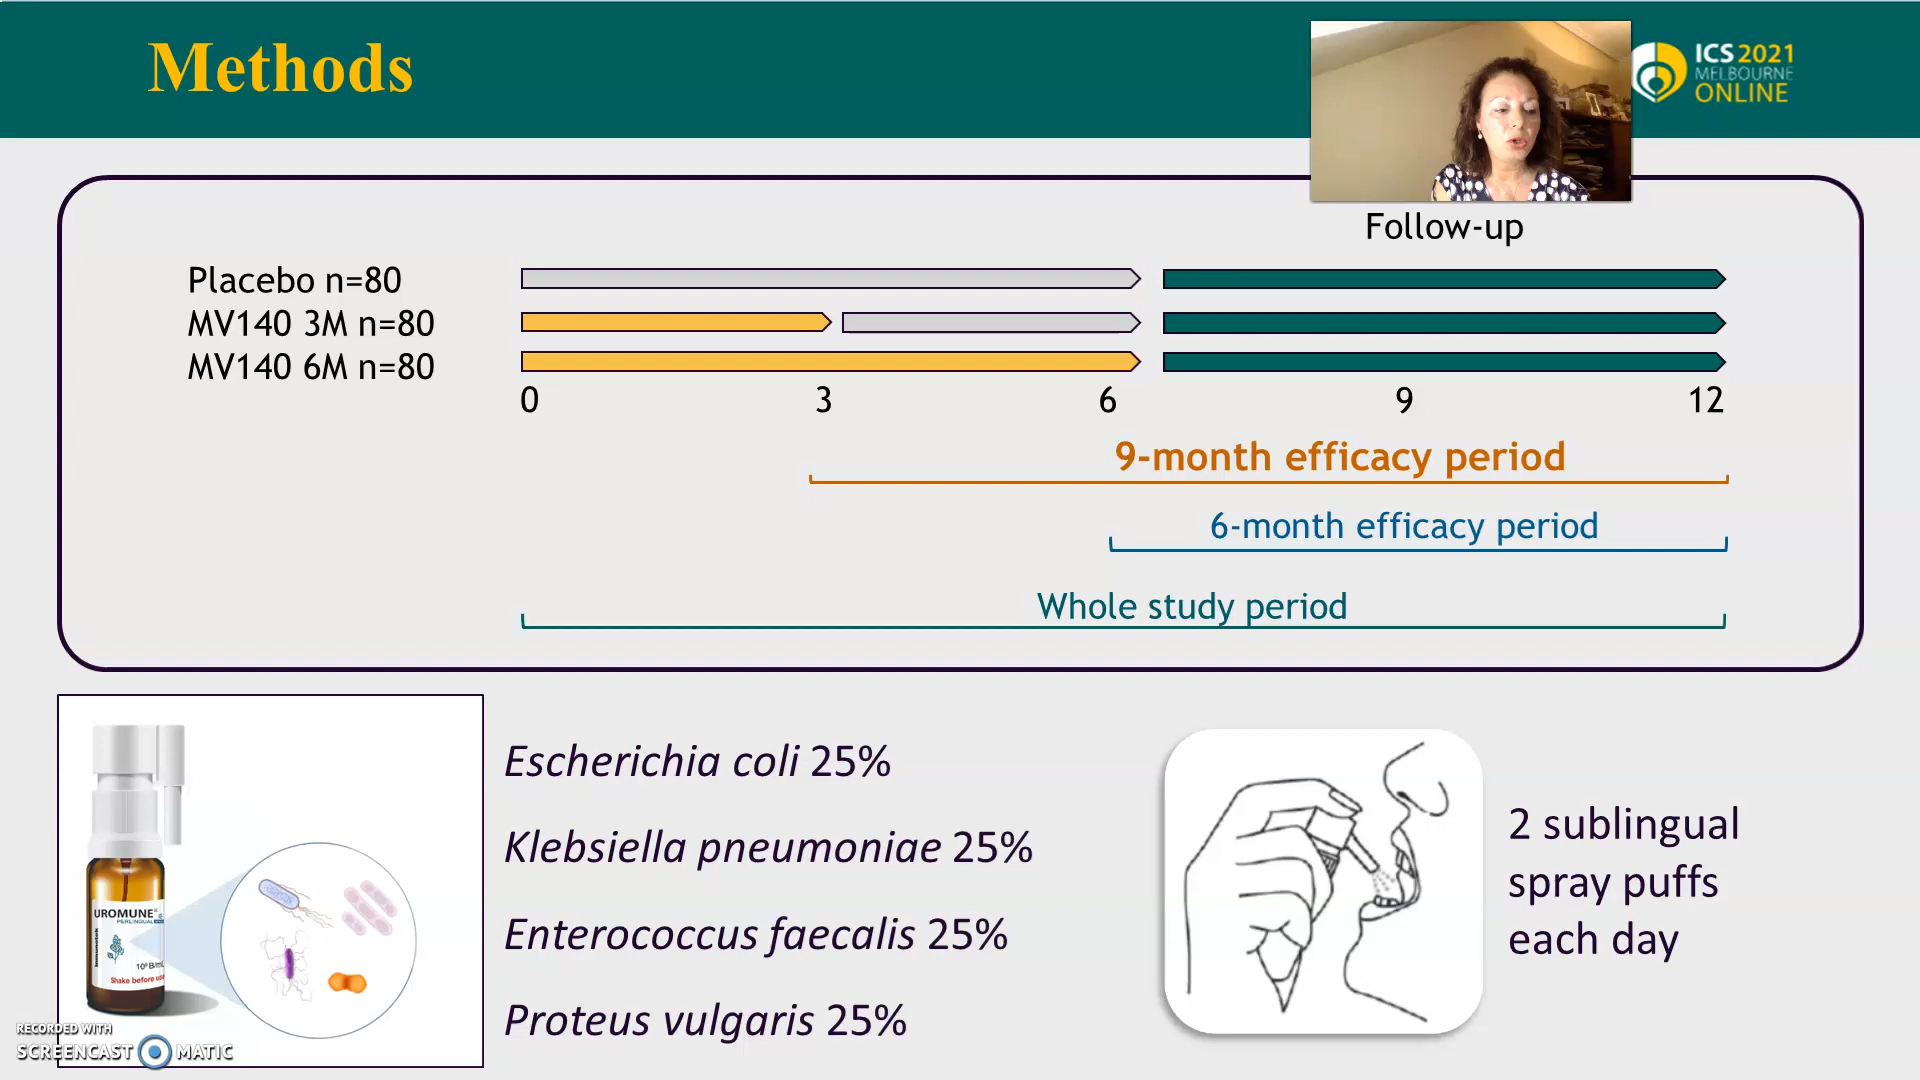 Methods
ICS 2021
MELBOURNE
ONLINE
Follow-up
Placebo n=80
MV140 3M n=80
MV140 6M n=80
0 3 6 9 12
9-month efficacy period
6-month efficacy period
Whole study period
Escherichia coli 25%
Klebsiella pneumoniae 25%
Enterococcus faecalis 25%
Proteus vulgaris 25%
2 sublingual
spray puffs
each day
UROMUNE
PERLINGUAL
Inmunotek
Shake before
RECORDED WITH
SCREENCAST MATIC